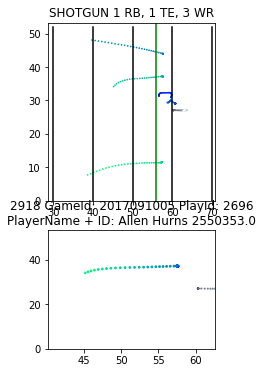 SHOTGUN 1 RB, 1 TE, 3 WR
50
40
30
20
10
0
30 40 50 60 70
2918 GameId: 2017091005 PlayId: 2696
PlayerName + ID: Allen Hurns 2550353.0
40
20
0
45 50 55 60